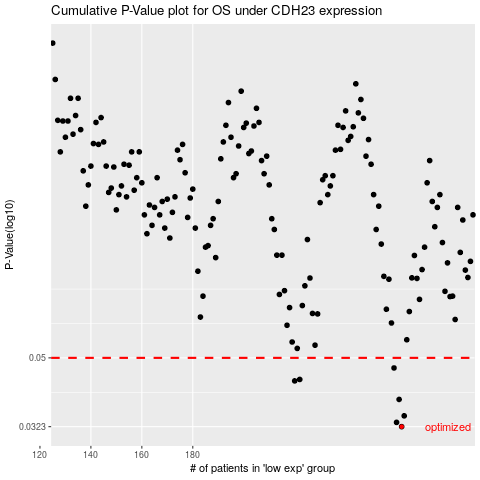 Cumulative P-Value plot for OS under CDH23 expression
P-Value(log10)
0.05
0.0323
optimized
120 140 160 180
# of patients in 'low exp' group